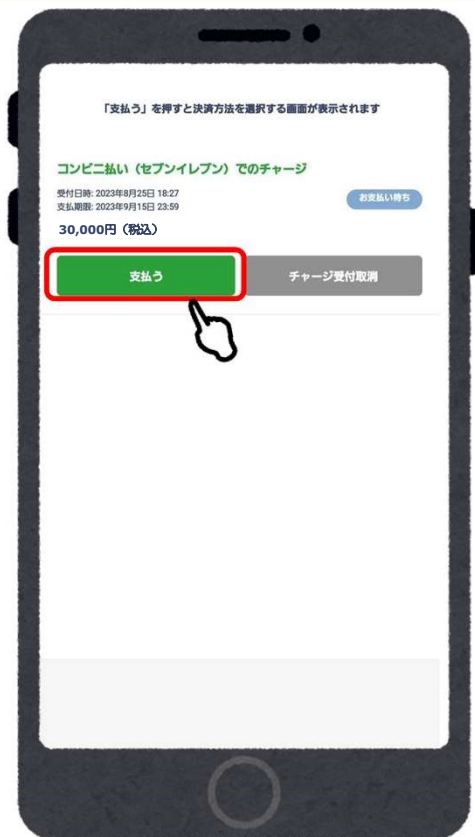 「支払う」を押すと決済方法を選択する画面が表示されます
コンビニ払い（セブンイレブン）でのチャージ
受付日時: 2023年8月25日 18:27
支払期限: 2023年9月15日 23:59
お支払い待ち
30,000円（税込）
支払う
チャージ受付取消